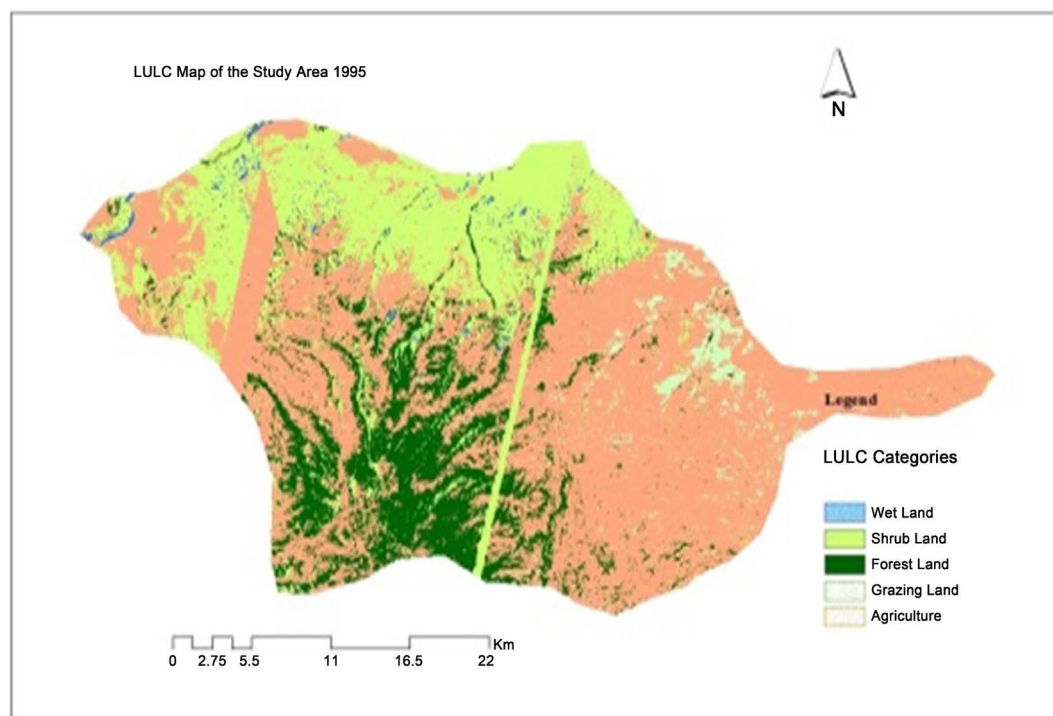 LULC Map of the Study Area 1995
N
Legend
LULC Categories
Wet Land
Shrub Land
Forest Land
Grazing Land
Agriculture
Km
0 2.75 5.5 11 16.5 22